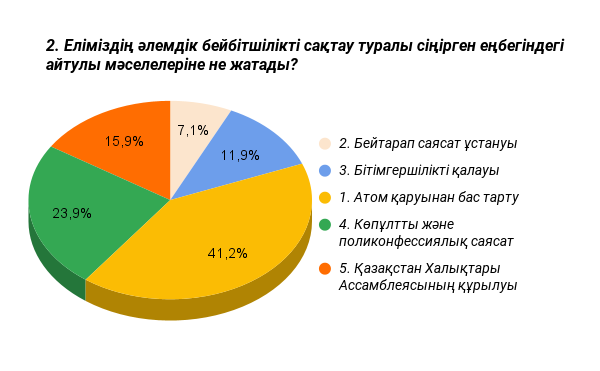 2. Еліміздің әлемдік бейбітшілікті сақтау туралы сіңірген еңбегіндегі
айтулы мәселелеріне не жатады?
7,1%
11,9%
41,2%
23,9%
15,9%
2. Бейтарап саясат ұстануы
3. Бітімгершілікті қалауы
1. Атом қаруынан бас тарту
4. Көпұлтты және
поликонфессиялық саясат
5. Қазақстан Халықтары
Ассамблеясының құрылуы